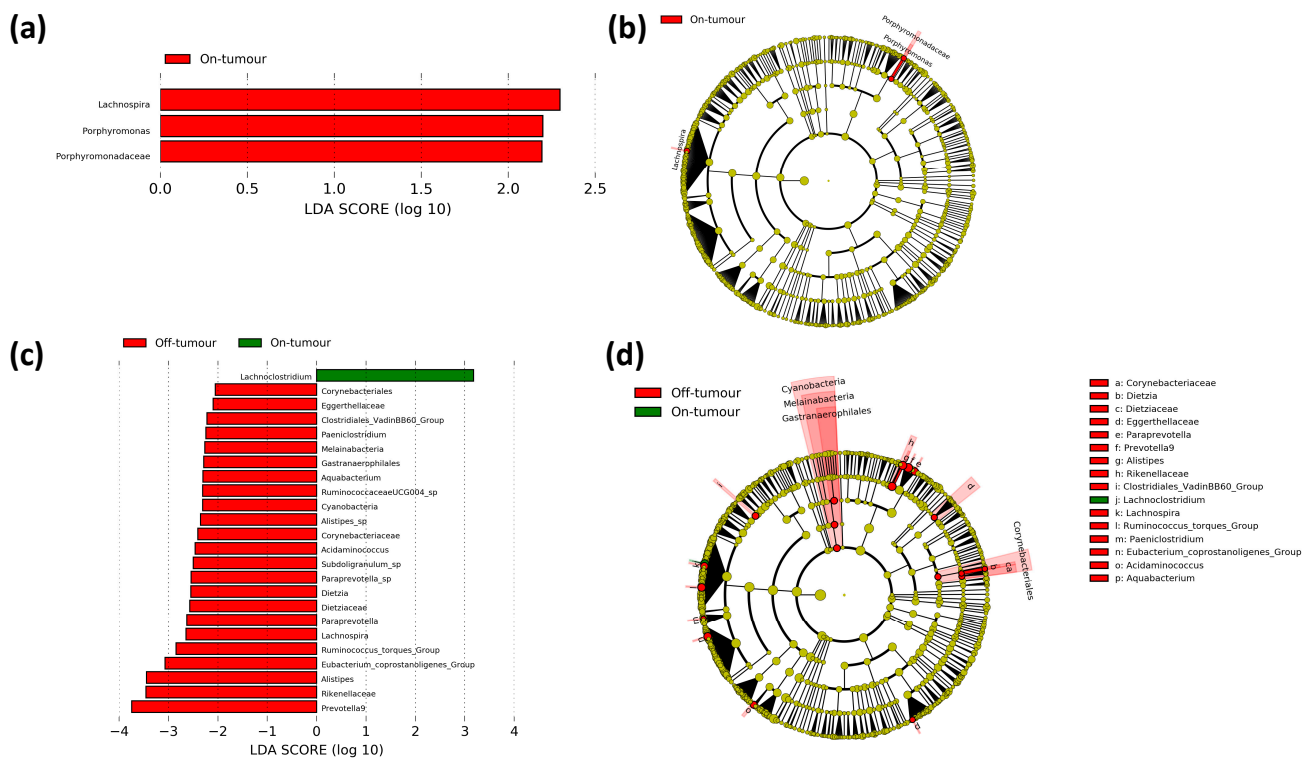 (a)
On-tumour
Lachnospira
Porphyromonas
Porphyromonadaceae
0.0 0.5 1.0 1.5 2.0 2.5
LDA SCORE (log 10)
(b)
On-tumour
Porphyromonadaceae
Porphyromonas
Lachnospira
(c)
Off-tumour On-tumour
Lachnoclostridium
Corynebacteriales
Eggerthellaceae
Clostridiales_VadinBB60_Group
Paeniclostridium
Melainabacteria
Gastranaerophilales
Aquabacterium
RuminococcaceaeUCG004_sp
Cyanobacteria
Alistipes_sp
Corynebacteriaceae
Acidaminococcus
Subdoligranulum_sp
Paraprevotella_sp
Dietzia
Dietziaceae
Paraprevotella
Lachnospira
Ruminococcus_torques_Group
Eubacterium_coprostanoligenes_Group
Alistipes
Rikenellaceae
Prevotella9
−4 −3 −2 −1 0 1 2 3 4
LDA SCORE (log 10)
(d)
Off-tumour
On-tumour
Cyanobacteria
Melainabacteria
Gastranaerophilales
h
g
f
e
d
Corynebacteriales
c
a
b
i
k
l
m
n
o
p
a: Corynebacteriaceae
b: Dietzia
c: Dietziaceae
d: Eggerthellaceae
e: Paraprevotella
f: Prevotella9
g: Alistipes
h: Rikenellaceae
i: Clostridiales_VadinBB60_Group
j: Lachnoclostridium
k: Lachnospira
l: Ruminococcus_torques_Group
m: Paeniclostridium
n: Eubacterium_coprostanoligenes_Group
o: Acidaminococcus
p: Aquabacterium